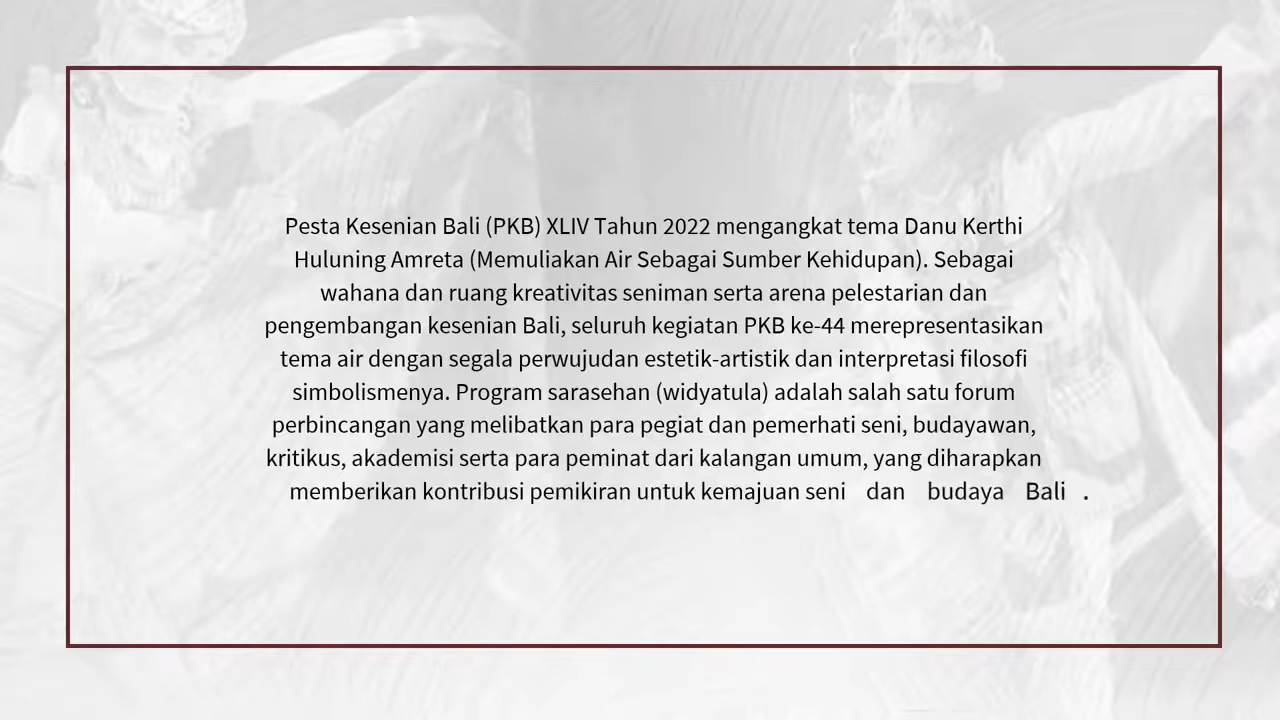 Pesta Kesenian Bali (PKB) XLIV Tahun 2022 mengangkat tema Danu Kerthi
Huluning Amreta (Memuliakan Air Sebagai Sumber Kehidupan). Sebagai
wahana dan ruang kreativitas seniman serta arena pelestarian dan
pengembangan kesenian Bali, seluruh kegiatan PKB ke-44 merepresentasikan
tema air dengan segala perwujudan estetik-artistik dan interpretasi filosofi
simbolismenya. Program sarasehan (widyatula) adalah salah satu forum
perbincangan yang melibatkan para pegiat dan pemerhati seni, budayawan,
kritikus, akademisi serta para peminat dari kalangan umum, yang diharapkan
memberikan kontribusi pemikiran untuk kemajuan seni dan budaya Bali .